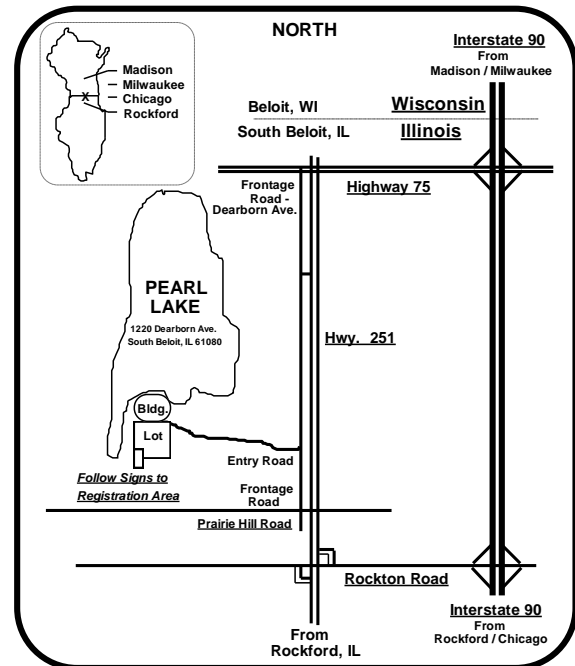 NORTH
Interstate 90
From
Madison / Milwaukee
Madison
Milwaukee
X
Chicago
Rockford
Beloit, WI
Wisconsin
South Beloit, IL
Illinois
Frontage
Road -
Dearborn Ave.
Highway 75
PEARL
LAKE
1220 Dearborn Ave.
South Beloit, IL 61080
Hwy. 251
Bldg.
Lot
Entry Road
Follow Signs to
Registration Area
Frontage
Road
Prairie Hill Road
Rockton Road
Interstate 90
From
Rockford / Chicago
From
Rockford, IL